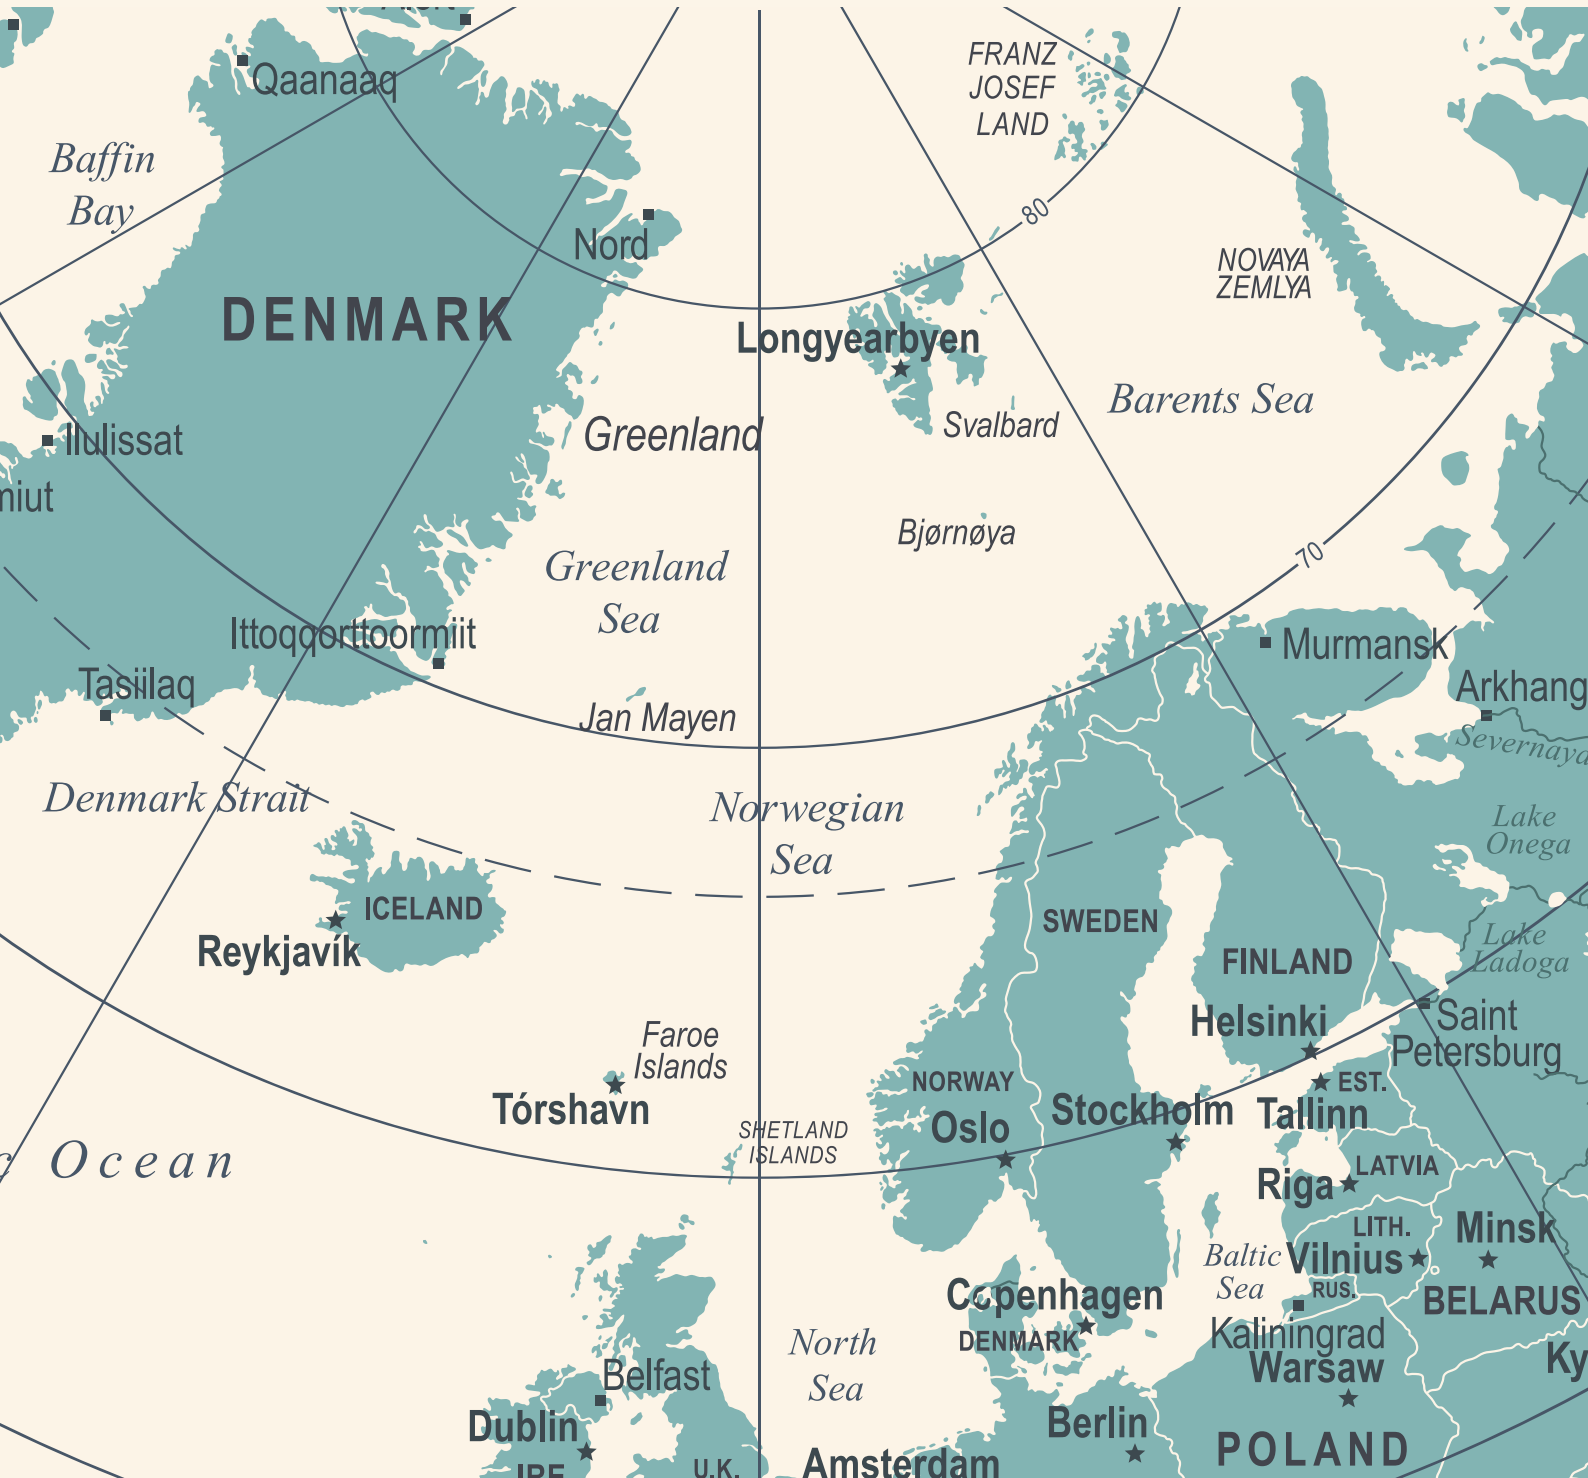 Qaanaaq
FRANZ
JOSEF
LAND
Baffin
Bay
80
Nord
NOVAYA
ZEMLYA
DENMARK
Longyearbyen
Barents Sea
Svalbard
Greenland
Ilulissat
miut
Bjørnøya
70
Greenland
Sea
Ittoqqorttoormiit
Murmansk
Tasiilaq
Arkhang
Jan Mayen
Severnaya
Denmark Strait
Norwegian
Sea
Lake
Onega
ICELAND
SWEDEN
Reykjavík
FINLAND
Lake
Ladoga
Helsinki
Saint
Petersburg
Faroe
Islands
NORWAY
EST.
Tórshavn
Stockholm
Tallinn
Oslo
SHETLAND
ISLANDS
c Ocean
LATVIA
Riga
LITH.
Minsk
Baltic
Sea
Vilnius
RUS.
Copenhagen
BELARUS
DENMARK
Kaliningrad
North
Sea
Warsaw
Ky
Belfast
Dublin
Berlin
POLAND
Amsterdam
IRE
U.K.